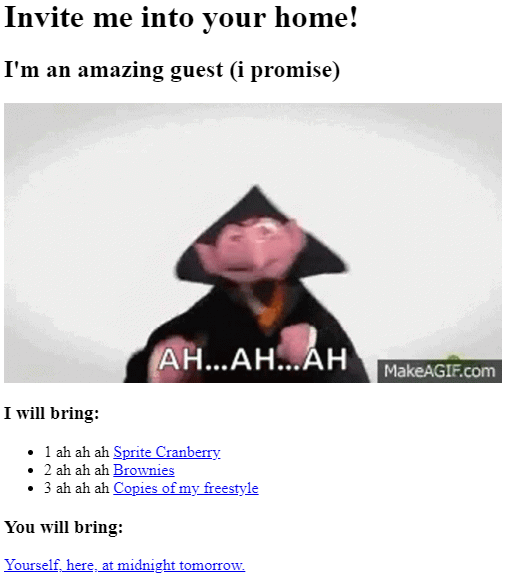 Invite me into your home!
I'm an amazing guest (i promise)
AH...AH...AH
MakeAGIF.com
I will bring:
1 ah ah ah Sprite Cranberry
2 ah ah ah Brownies
3 ah ah ah Copies of my freestyle
You will bring:
Yourself, here, at midnight tomorrow.